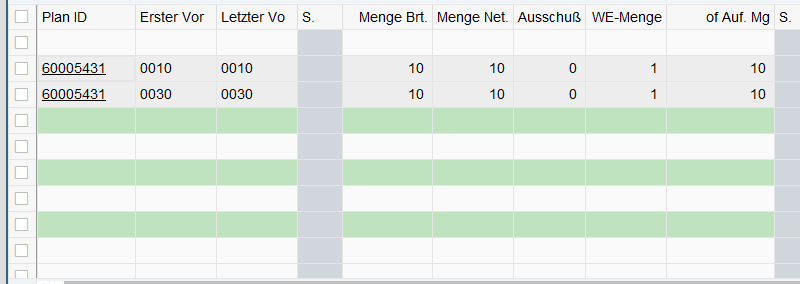 Plan ID Erster Vor Letzter Vo S. Menge Brt. Menge Net. Ausschuß WE-Menge of Auf. Mg S.
60005431 0010 0010 10 10 0 1 10
60005431 0030 0030 10 10 0 1 10